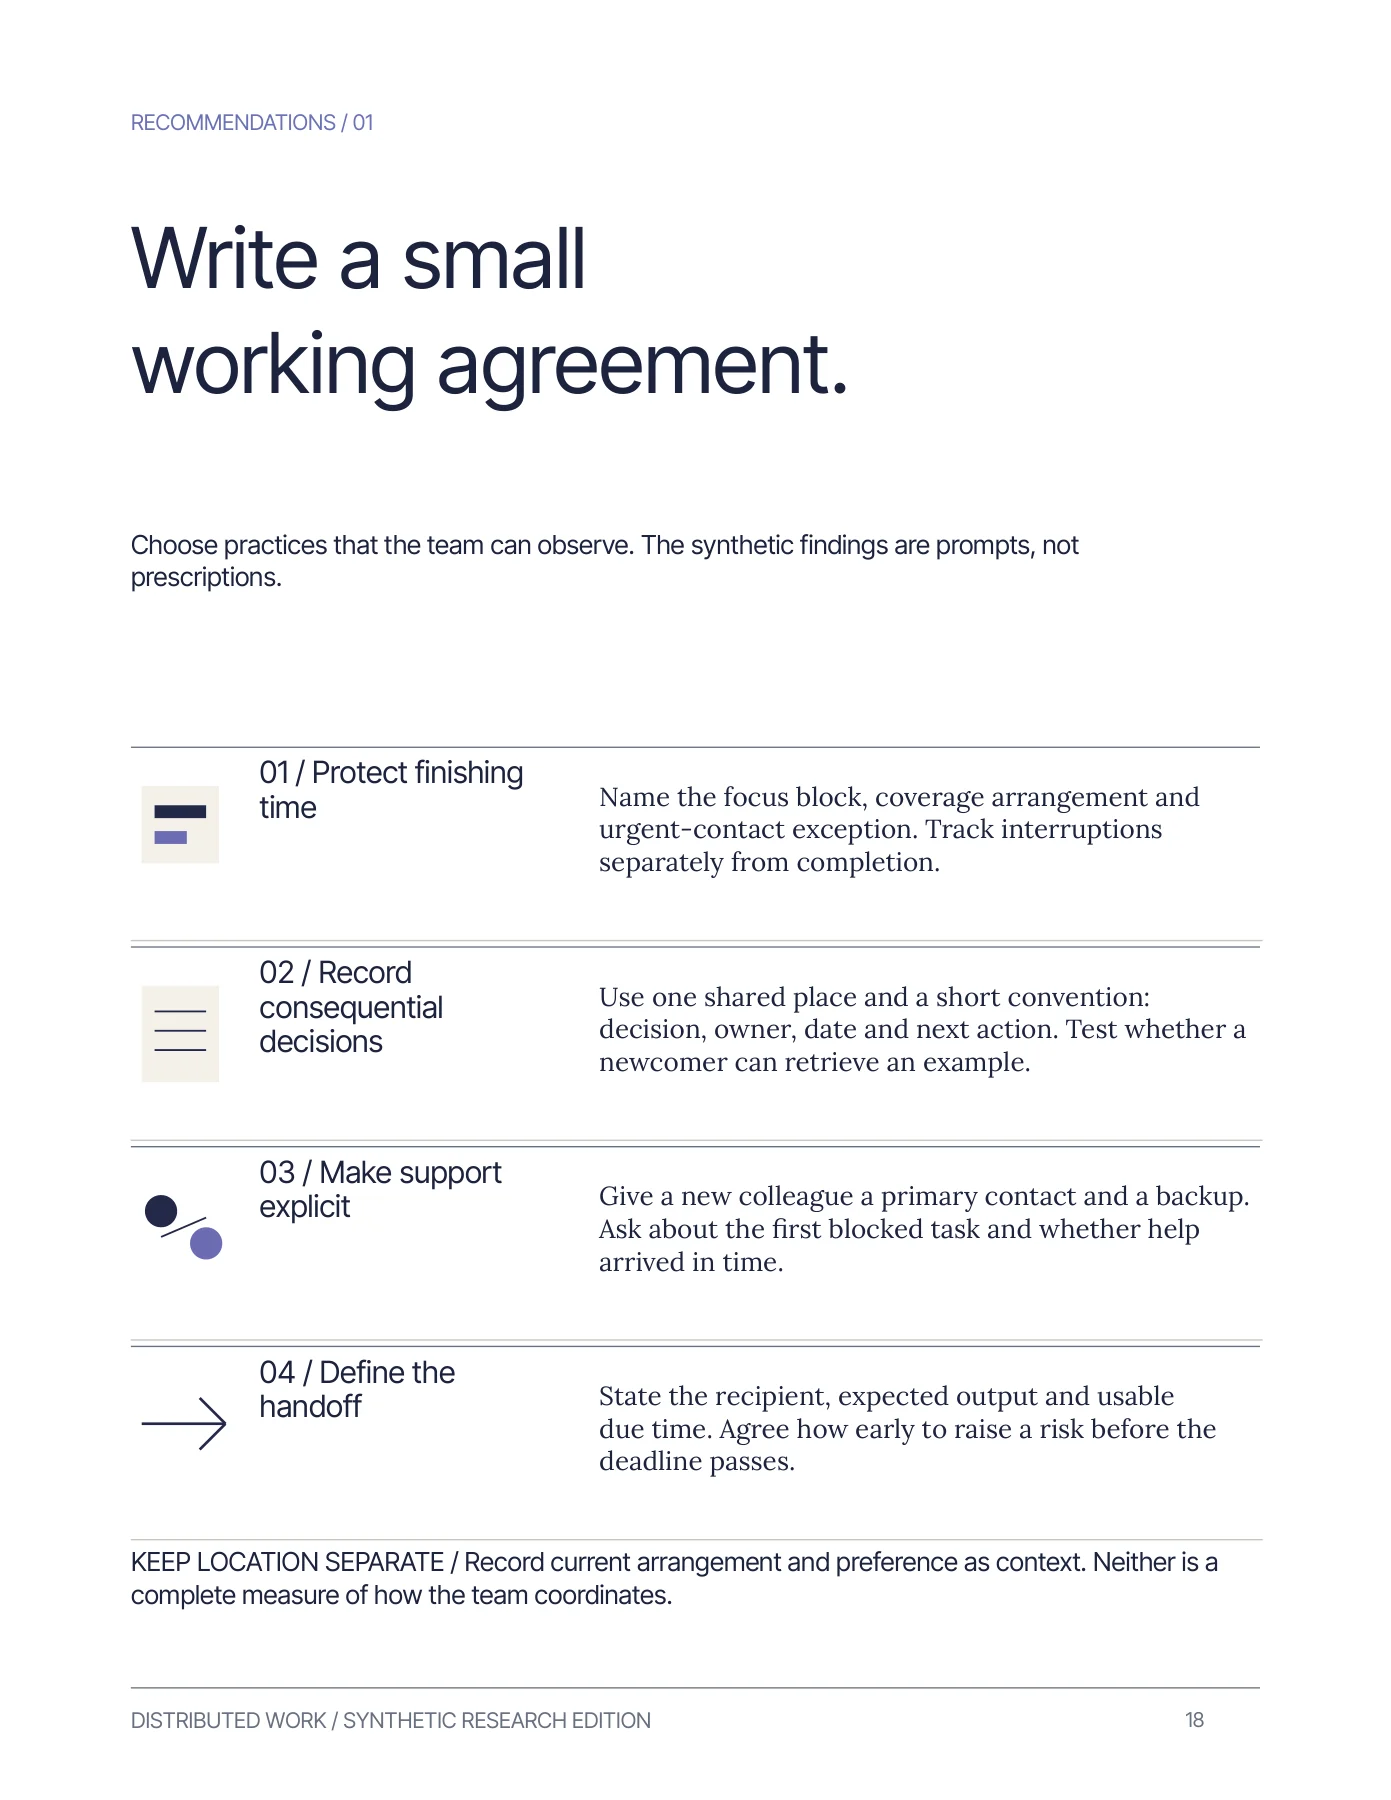 RECOMMENDATIONS / 01
Write a small
working agreement.
Choose practices that the team can observe. The synthetic findings are prompts, not
prescriptions.
01 / Protect finishing
time
Name the focus block, coverage arrangement and
urgent-contact exception. Track interruptions
separately from completion.
02 / Record
consequential
decisions
Use one shared place and a short convention:
decision, owner, date and next action. Test whether a
newcomer can retrieve an example.
03 / Make support
explicit
Give a new colleague a primary contact and a backup.
Ask about the first blocked task and whether help
arrived in time.
04 / Define the
handoff
State the recipient, expected output and usable
due time. Agree how early to raise a risk before the
deadline passes.
KEEP LOCATION SEPARATE / Record current arrangement and preference as context. Neither is a
complete measure of how the team coordinates.
DISTRIBUTED WORK / SYNTHETIC RESEARCH EDITION
18